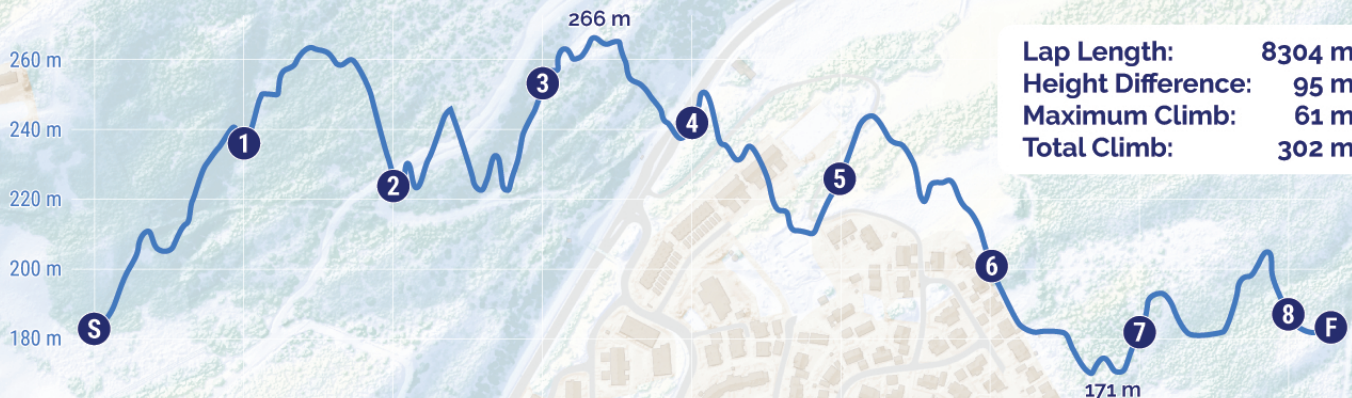 266 m
Lap Length: 8304 m
Height Difference: 95 m
Maximum Climb: 61 m
Total Climb: 302 m
260 m
240 m
220 m
200 m
180 m
S
1
2
3
4
5
6
7
8
F
171 m